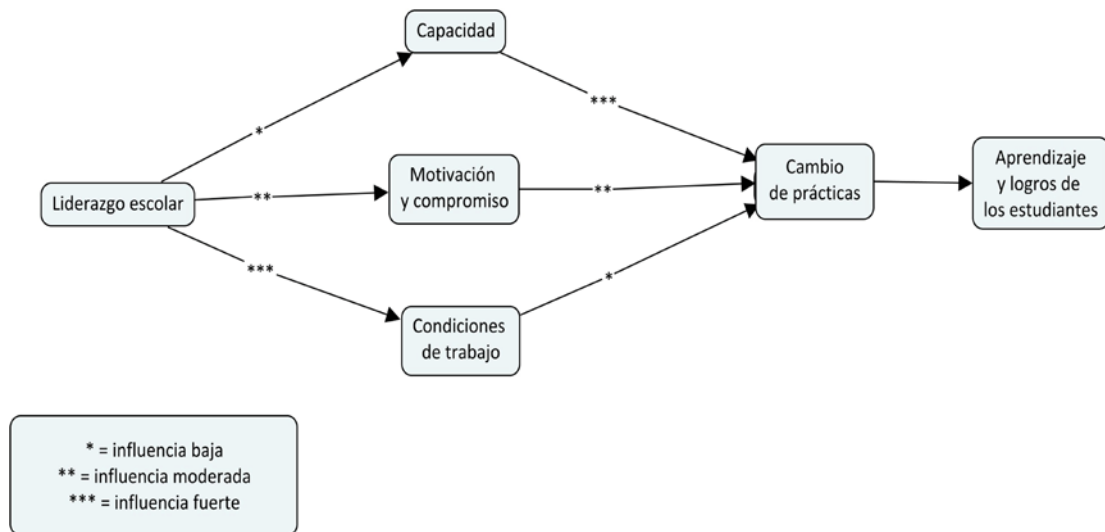 Capacidad
*
***
Liderazgo escolar
**
Motivación
y compromiso
**
Cambio
de prácticas
Aprendizaje
y logros de
los estudiantes
***
Condiciones
de trabajo
*
* = influencia baja
** = influencia moderada
*** = influencia fuerte